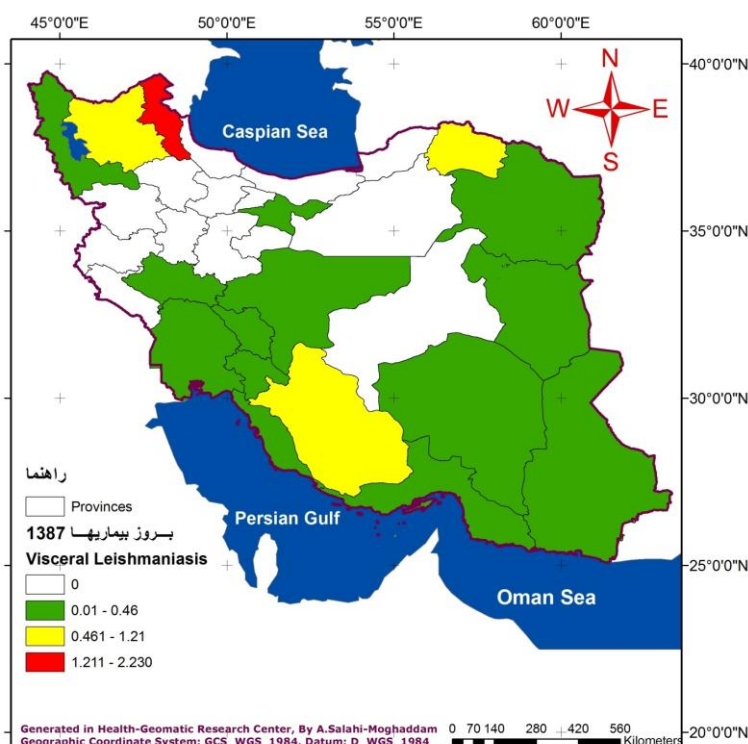 45°0'0"E 50°0'0"E 55°0'0"E 60°0'0"E
40°0'0"N
N
W E
S
Caspian Sea
35°0'0"N
30°0'0"N
راهنما
Provinces
بـــروز بیماریهــا 1387
Visceral Leishmaniasis
0
0.01 - 0.46
0.461 - 1.21
1.211 - 2.230
Persian Gulf
25°0'0"N
Oman Sea
Generated in Health-Geomatic Research Center, By A.Salahi-Moghaddam
Geographic Coordinate System: GCS_WGS_1984, Datum: D_WGS_1984
0 70 140 280 420 560
Kilometers
20°0'0"N